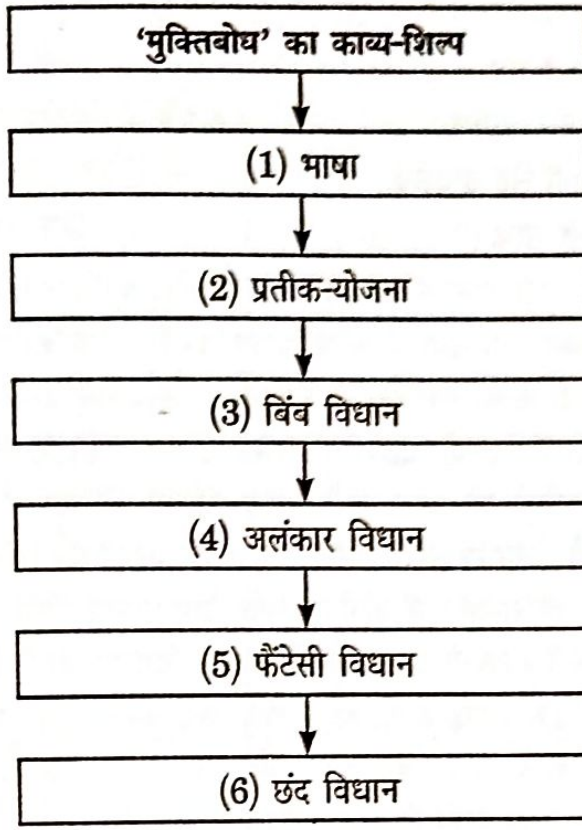 ‘मुक्तिबोध’ का काव्य-शिल्प
(1) भाषा
(2) प्रतीक-योजना
(3) बिंब विधान
(4) अलंकार विधान
(5) फैंटेसी विधान
(6) छंद विधान